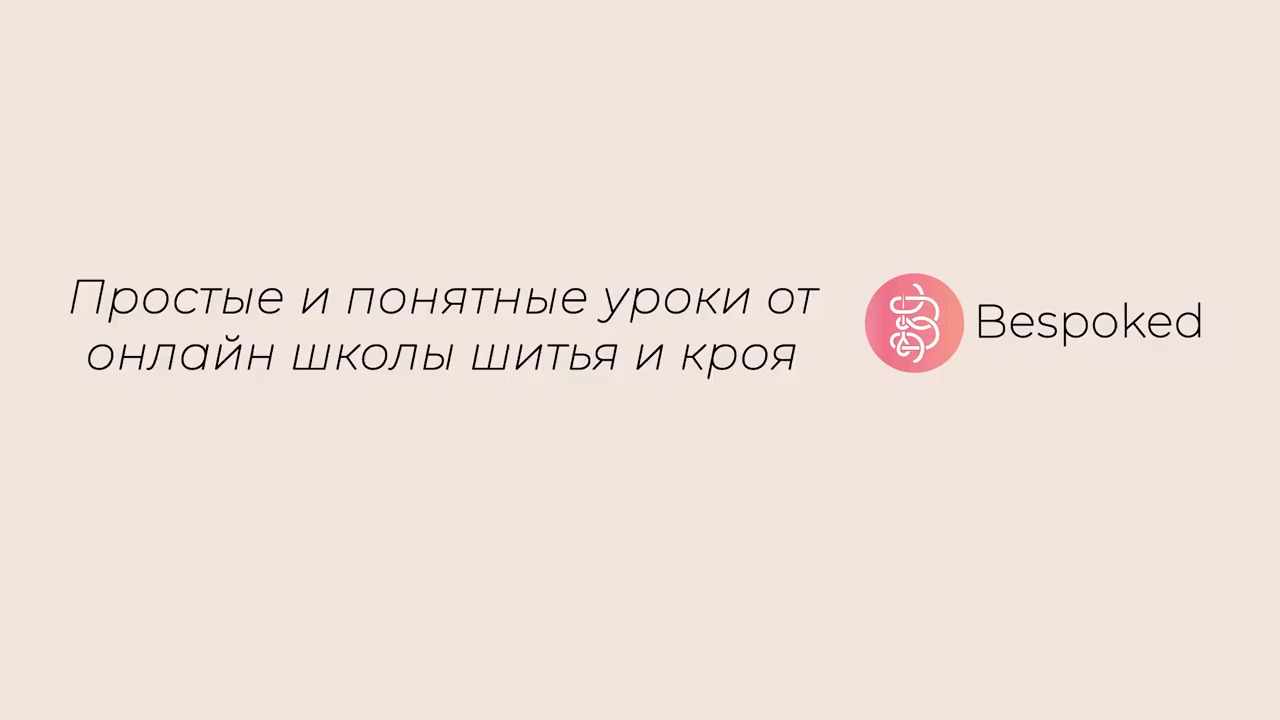 Простые и понятные уроки от
онлайн школы шитья и кроя
Bespoked